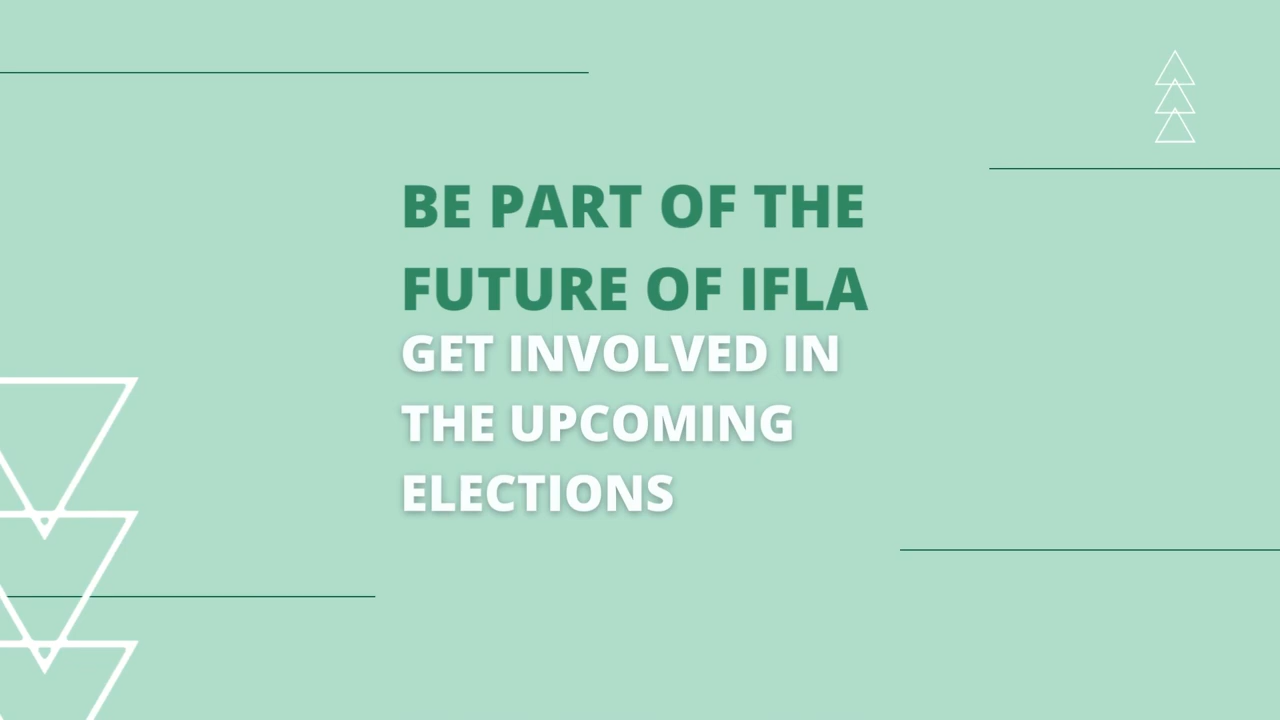 BE PART OF THE
FUTURE OF IFLA
GET INVOLVED IN
THE UPCOMING
ELECTIONS